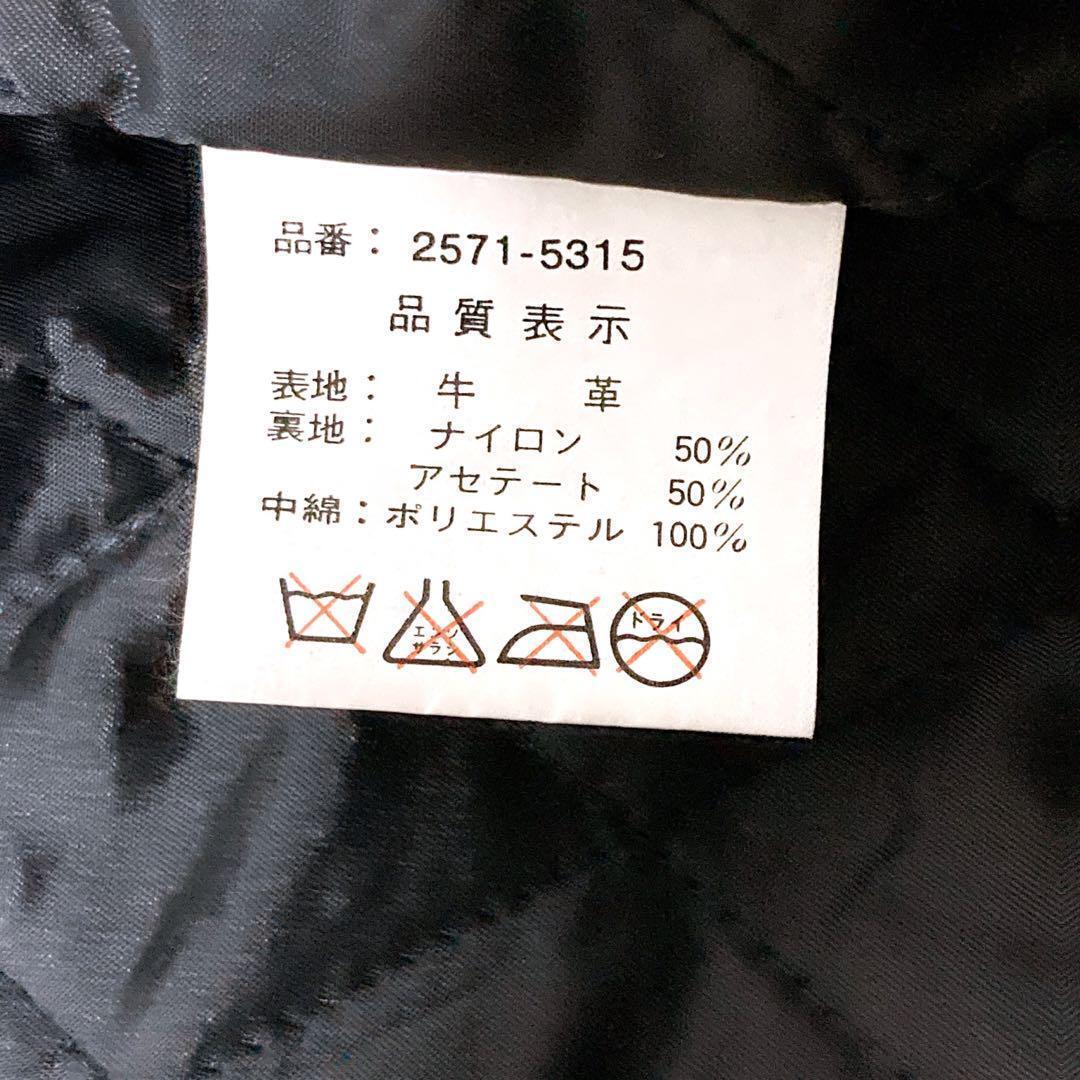 品番： 2571-5315
品質表示
表地： 牛　革
裏地： ナイロン 50%
アセテート 50%
中綿：ポリエステル 100%
エンソ
サラシ
ドライ